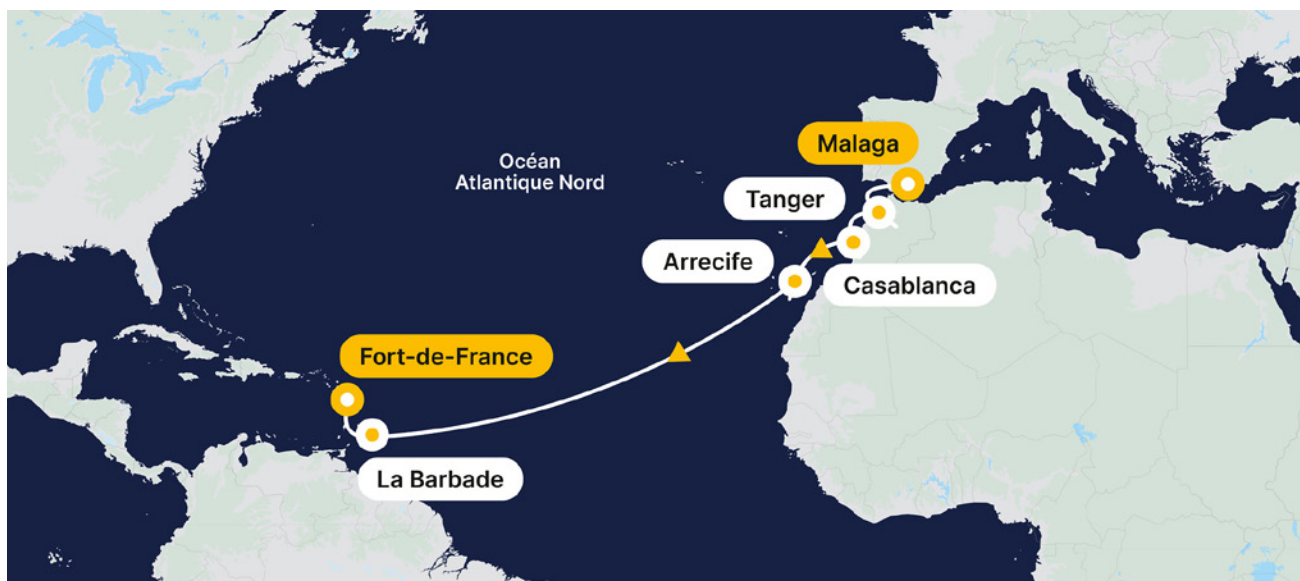 Malaga
Océan
Atlantique Nord
Tanger
Arrecife
Casablanca
Fort-de-France
La Barbade